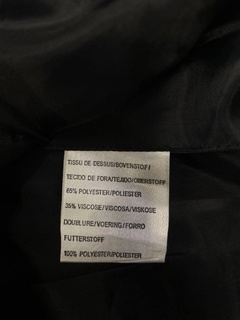 TISSU DE DESSUS/BOVENSTOFF
TECIDO DE FORA/TEJIDO/OBERSTOFF
65% POLYESTER/POLIESTER
35% VISCOSE/VISCOSA/VISKOSE
DOUBLURE/VOERING/FORRO
FUTTERSTOFF
100% POLYESTER/POLIESTER